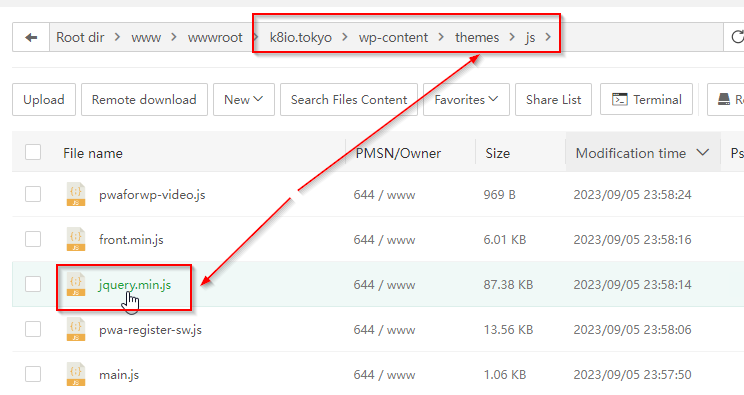 Root dir > www > wwwroot > k8io.tokyo > wp-content > themes > js >
Upload Remote download New Search Files Content Favorites Share List Terminal
File name PMSN/Owner Size Modification time
JS pwaforwp-video.js 644 / www 969 B 2023/09/05 23:58:24
JS front.min.js 644 / www 6.01 KB 2023/09/05 23:58:16
JS jquery.min.js 644 / www 87.38 KB 2023/09/05 23:58:14
JS pwa-register-sw.js 644 / www 13.56 KB 2023/09/05 23:58:06
JS main.js 644 / www 1.06 KB 2023/09/05 23:57:50